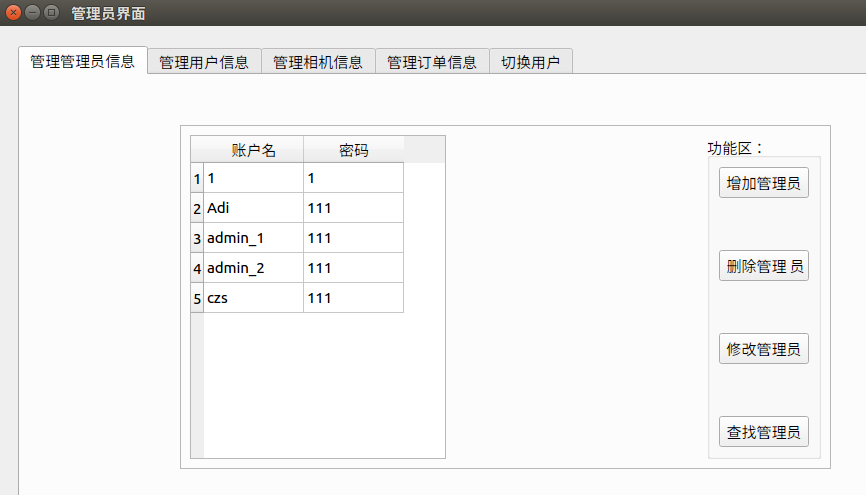 管理员界面
管理管理员信息 管理用户信息 管理相机信息 管理订单信息 切换用户
账户名 密码
1 1 1
2 Adi 111
3 admin_1 111
4 admin_2 111
5 czs 111
功能区：
增加管理员
删除管理 员
修改管理员
查找管理员